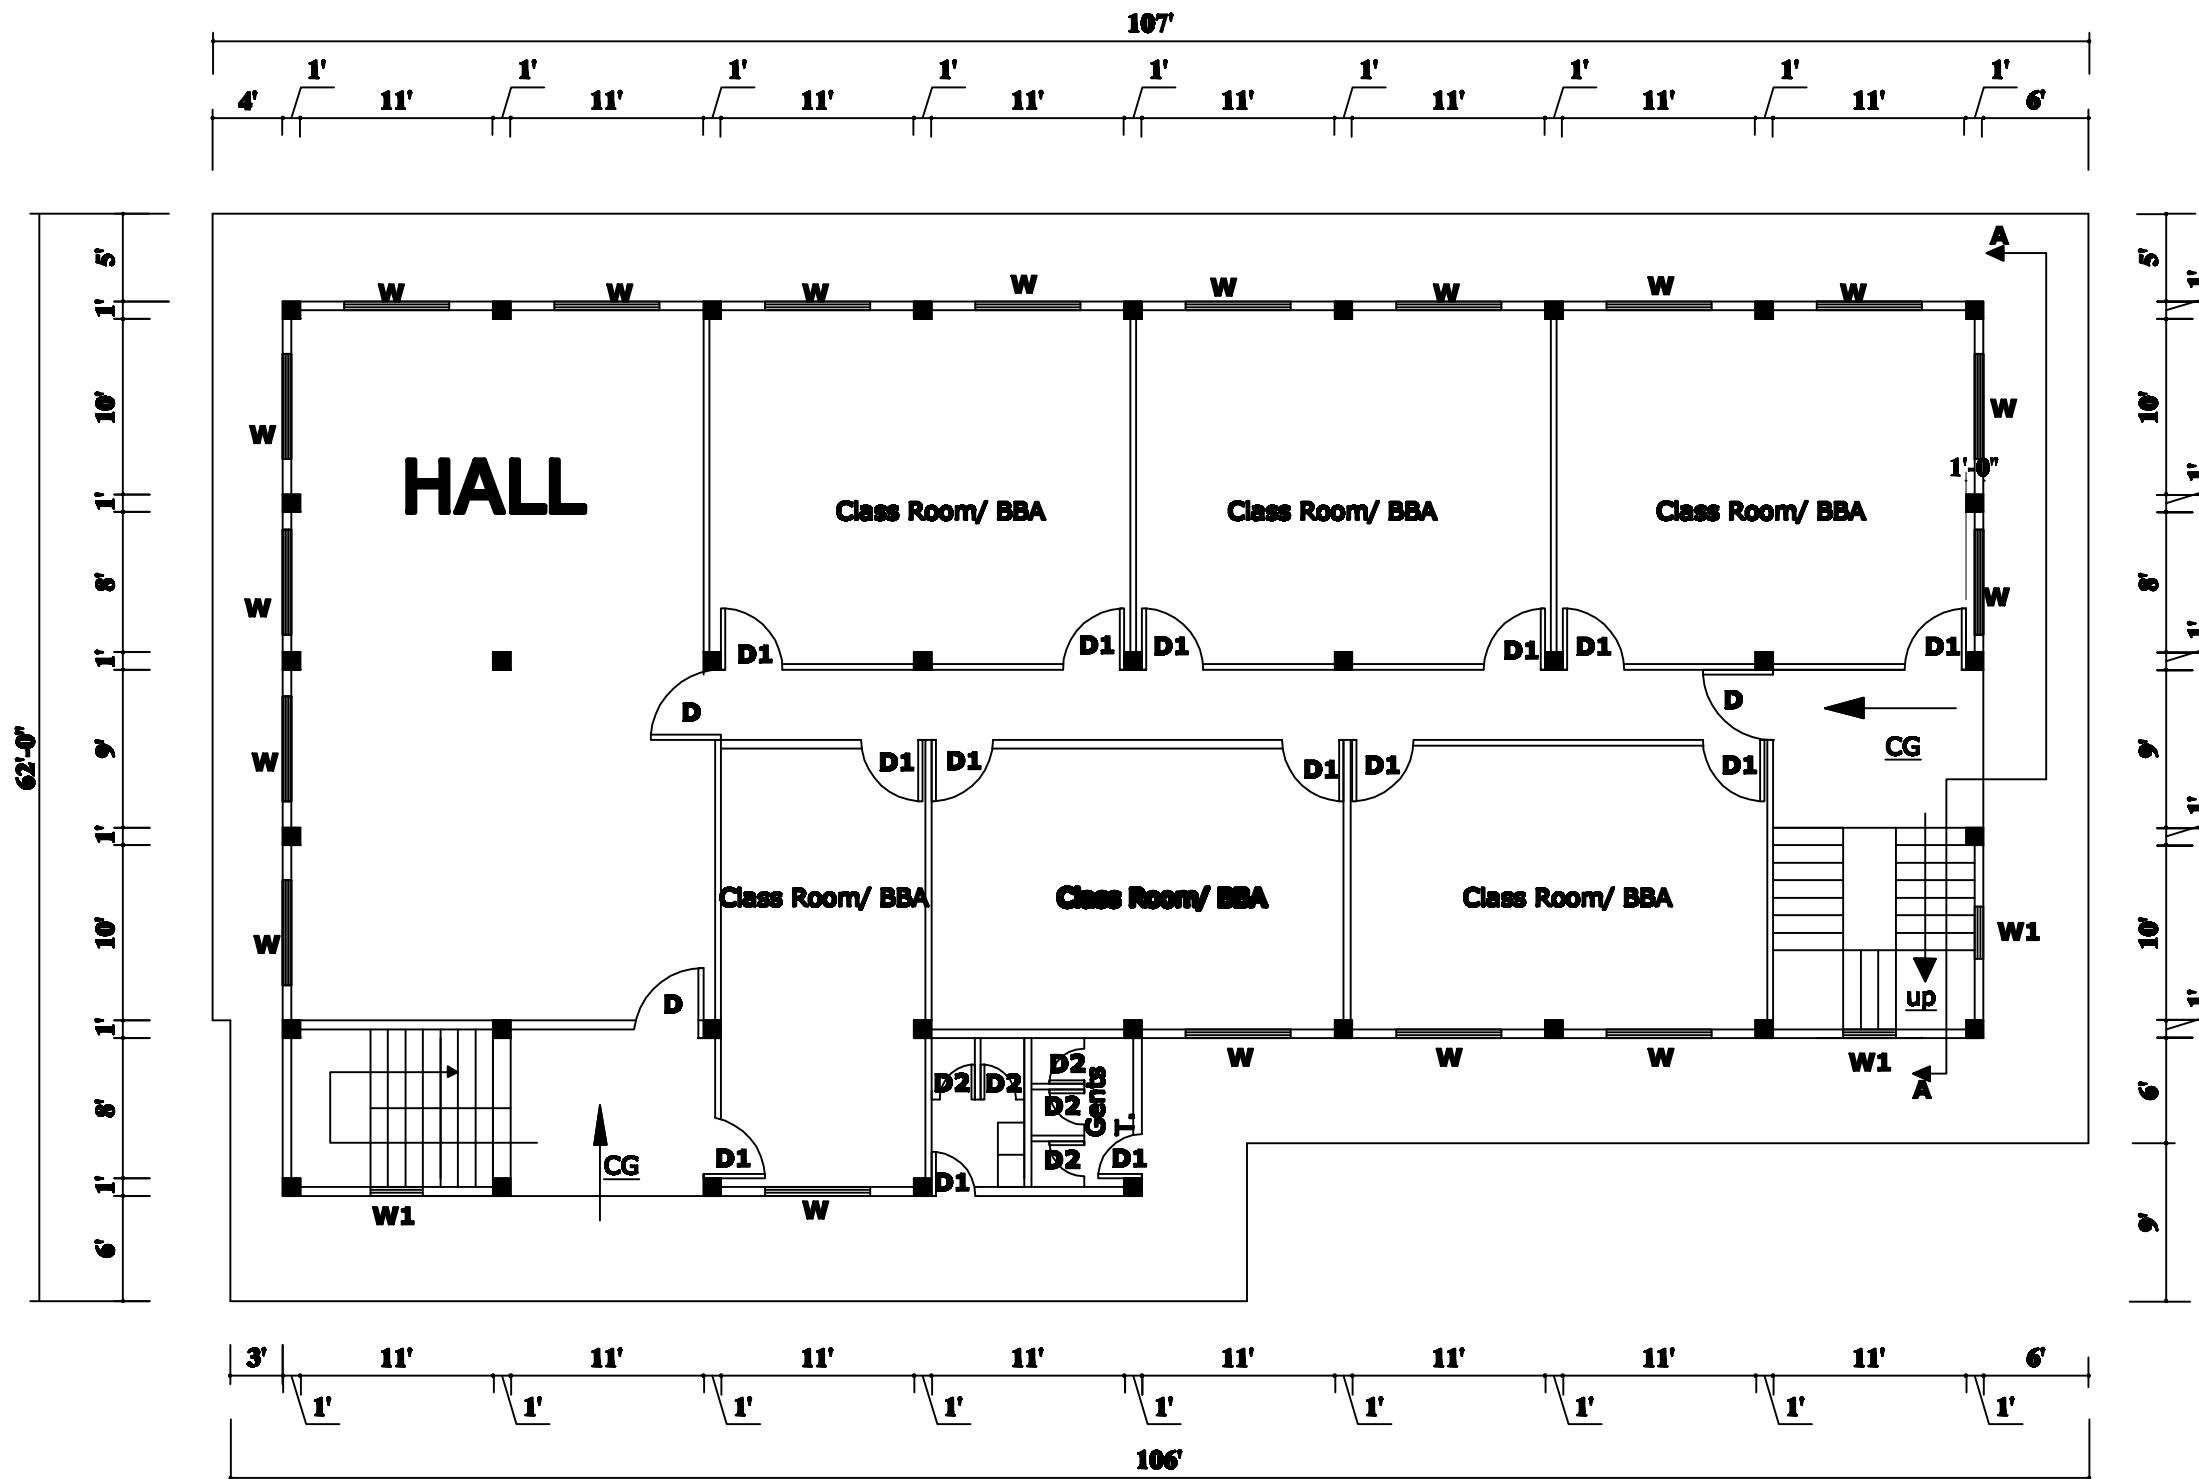 107'
1' 1' 1' 1' 1' 1' 1' 1' 1'
4' 11' 11' 11' 11' 11' 11' 11' 11' 6'
A
5' 5'
1' 1'
W W W W W W W W
10' 10'
W W
HALL
1'-0"
1' 1'
Class Room/ BBA Class Room/ BBA Class Room/ BBA
8' 8'
W W
D1 D1 D1 D1 D1 D1
1' 1'
D D
62'-0"
9' 9'
CG
W D1 D1 D1 D1 D1
1' 1'
Class Room/ BBA Class Room/ BBA Class Room/ BBA
10' 10'
W W1
up
D
1' 1'
W W W W1
D2
D2 D2
A
8' 6'
D2
Gents
T.
CG
D1 D2 D1
1'
D1
W1 W
6' 9'
3' 11' 11' 11' 11' 11' 11' 11' 11' 6'
1' 1' 1' 1' 1' 1' 1' 1' 1'
106'